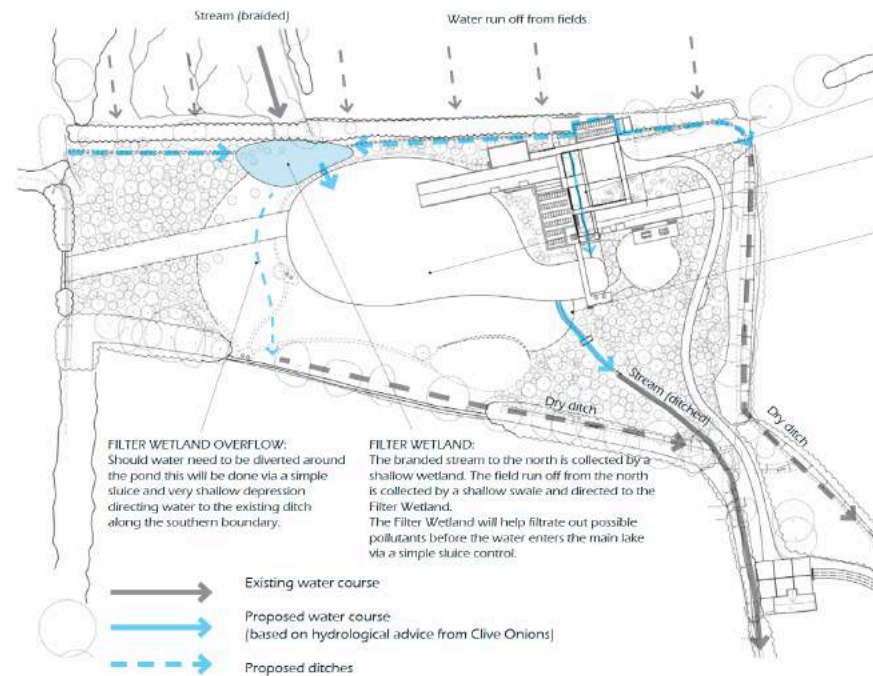 Stream (braided)
Water run off from fields
Stream (ditched)
Dry ditch
Dry ditch
FILTER WETLAND OVERFLOW:
Should water need to be diverted around
the pond this will be done via a simple
sluice and very shallow depression
directing water to the existing ditch
along the southern boundary.
FILTER WETLAND:
The branded stream to the north is collected by a
shallow wetland. The field run off from the north
is collected by a shallow swale and directed to the
Filter Wetland.
The Filter Wetland will help filtrate out possible
pollutants before the water enters the main lake
via a simple sluice control.
Existing water course
Proposed water course
(based on hydrological advice from Clive Onions)
Proposed ditches